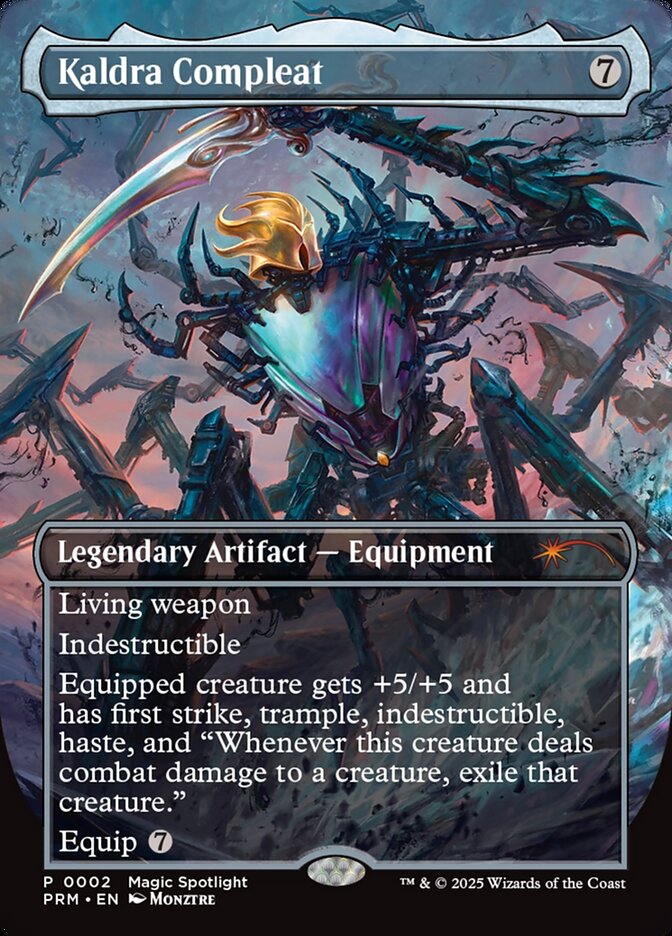 Kaldra Compleat 7
Legendary Artifact — Equipment
Living weapon
Indestructible
Equipped creature gets +5/+5 and
has first strike, trample, indestructible,
haste, and “Whenever this creature deals
combat damage to a creature, exile that
creature.”
Equip 7
P 0002 Magic Spotlight
PRM • EN Monztre
™ & © 2025 Wizards of the Coast